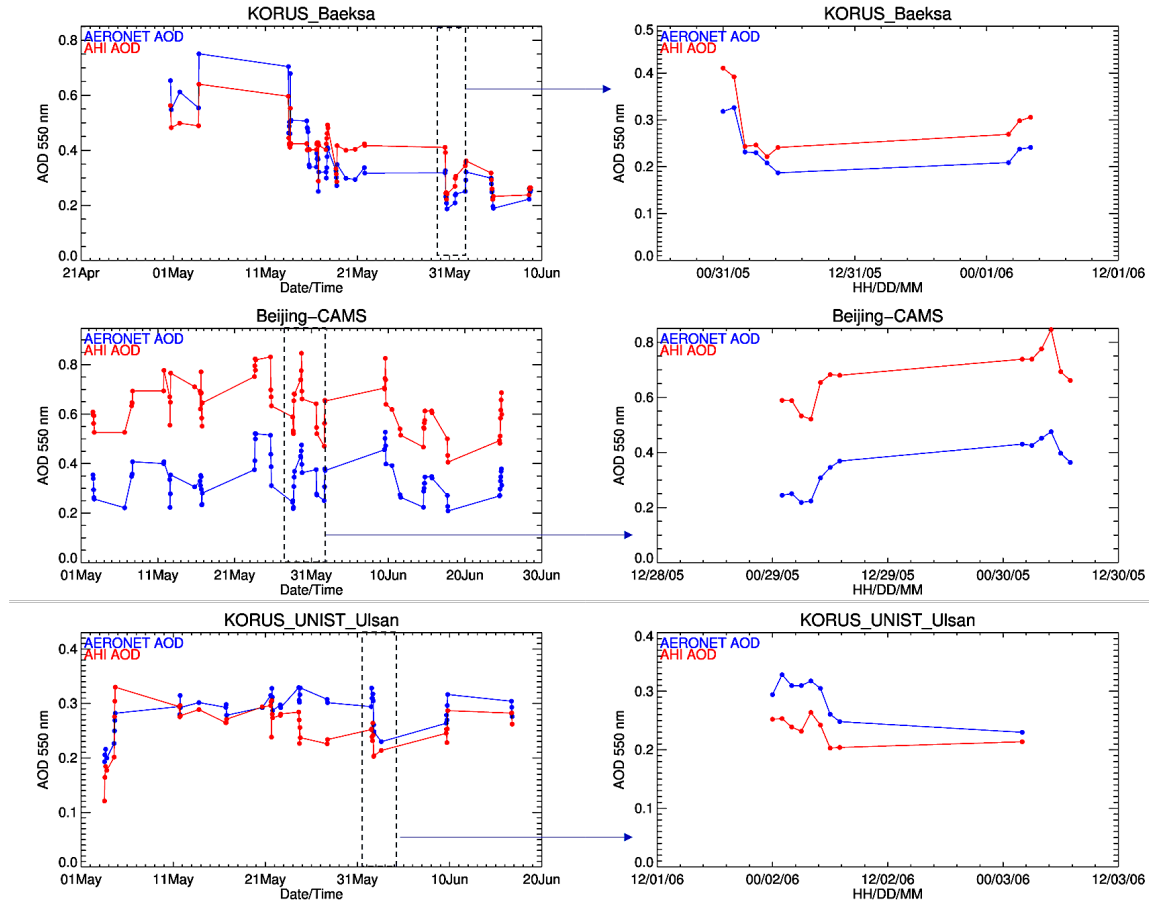 KORUS_Baeksa
AERONET AOD
AHI AOD
AOD 550 nm
0.8
0.6
0.4
0.2
0.0
21Apr 01May 11May 21May 31May 10Jun
Date/Time
KORUS_Baeksa
AERONET AOD
AHI AOD
AOD 550 nm
0.5
0.4
0.3
0.2
0.1
0.0
00/31/05 12/31/05 00/01/06 12/01/06
HH/DD/MM
Beijing-CAMS
AERONET AOD
AHI AOD
AOD 550 nm
0.8
0.6
0.4
0.2
0.0
01May 11May 21May 31May 10Jun 20Jun 30Jun
Date/Time
Beijing-CAMS
AERONET AOD
AHI AOD
AOD 550 nm
0.8
0.6
0.4
0.2
0.0
12/28/05 00/29/05 12/29/05 00/30/05 12/30/05
HH/DD/MM
KORUS_UNIST_Ulsan
AERONET AOD
AHI AOD
AOD 550 nm
0.4
0.3
0.2
0.1
0.0
01May 11May 21May 31May 10Jun 20Jun
Date/Time
KORUS_UNIST_Ulsan
AERONET AOD
AHI AOD
AOD 550 nm
0.4
0.3
0.2
0.1
0.0
12/01/06 00/02/06 12/02/06 00/03/06 12/03/06
HH/DD/MM